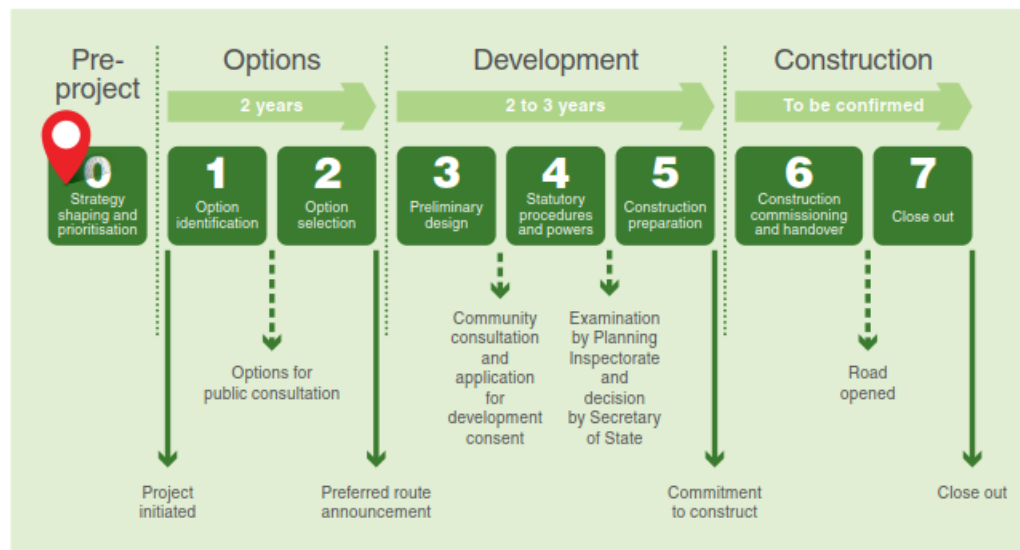 Pre-
project
Options
Development
Construction
2 years
2 to 3 years
To be confirmed
0
Strategy
shaping and
prioritisation
1
Option
identification
2
Option
selection
3
Preliminary
design
4
Statutory
procedures
and powers
5
Construction
preparation
6
Construction
commissioning
and handover
7
Close out
Options for
public consultation
Community
consultation
and
application
for
development
consent
Examination
by Planning
Inspectorate
and
decision
by Secretary
of State
Road
opened
Project
initiated
Preferred route
announcement
Commitment
to construct
Close out